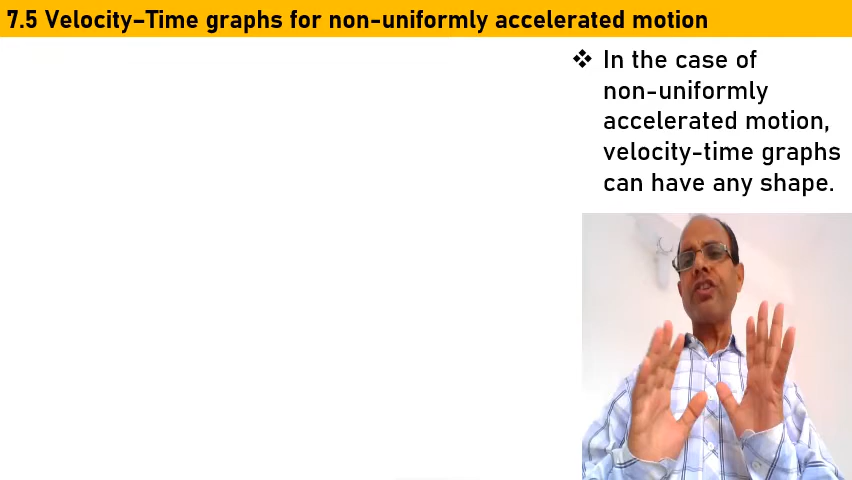 7.5 Velocity–Time graphs for non-uniformly accelerated motion
❖ In the case of
non-uniformly
accelerated motion,
velocity-time graphs
can have any shape.